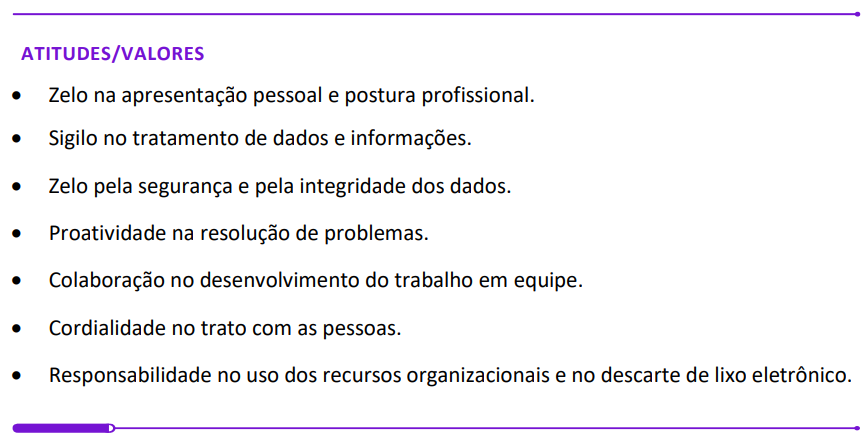 ATITUDES/VALORES
• Zelo na apresentação pessoal e postura profissional.
• Sigilo no tratamento de dados e informações.
• Zelo pela segurança e pela integridade dos dados.
• Proatividade na resolução de problemas.
• Colaboração no desenvolvimento do trabalho em equipe.
• Cordialidade no trato com as pessoas.
• Responsabilidade no uso dos recursos organizacionais e no descarte de lixo eletrônico.